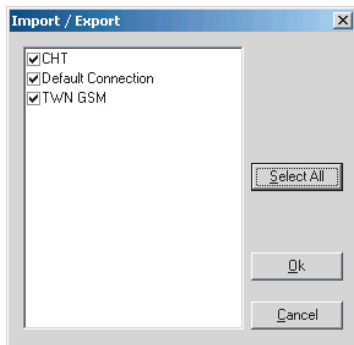 Import / Export
CHT
Default Connection
TWN GSM
Select All
Ok
Cancel